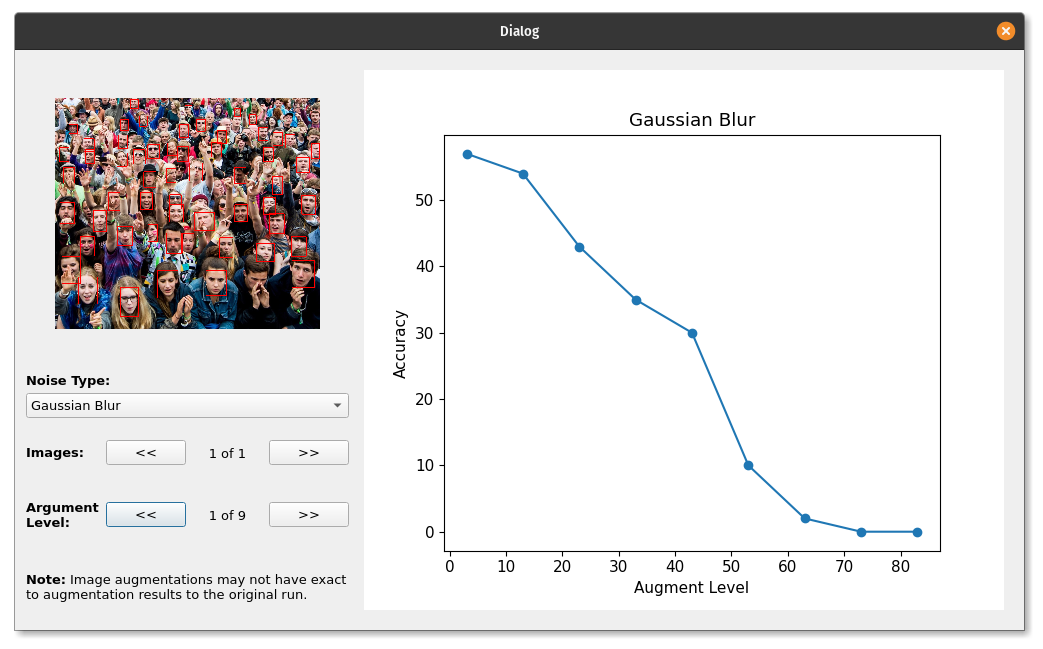 Dialog
Noise Type:
Gaussian Blur
Images:
<<
1 of 1
>>
Argument
Level:
<<
1 of 9
>>
Note: Image augmentations may not have exact
to augmentation results to the original run.
Gaussian Blur
Accuracy
50
40
30
20
10
0
0 10 20 30 40 50 60 70 80
Augment Level